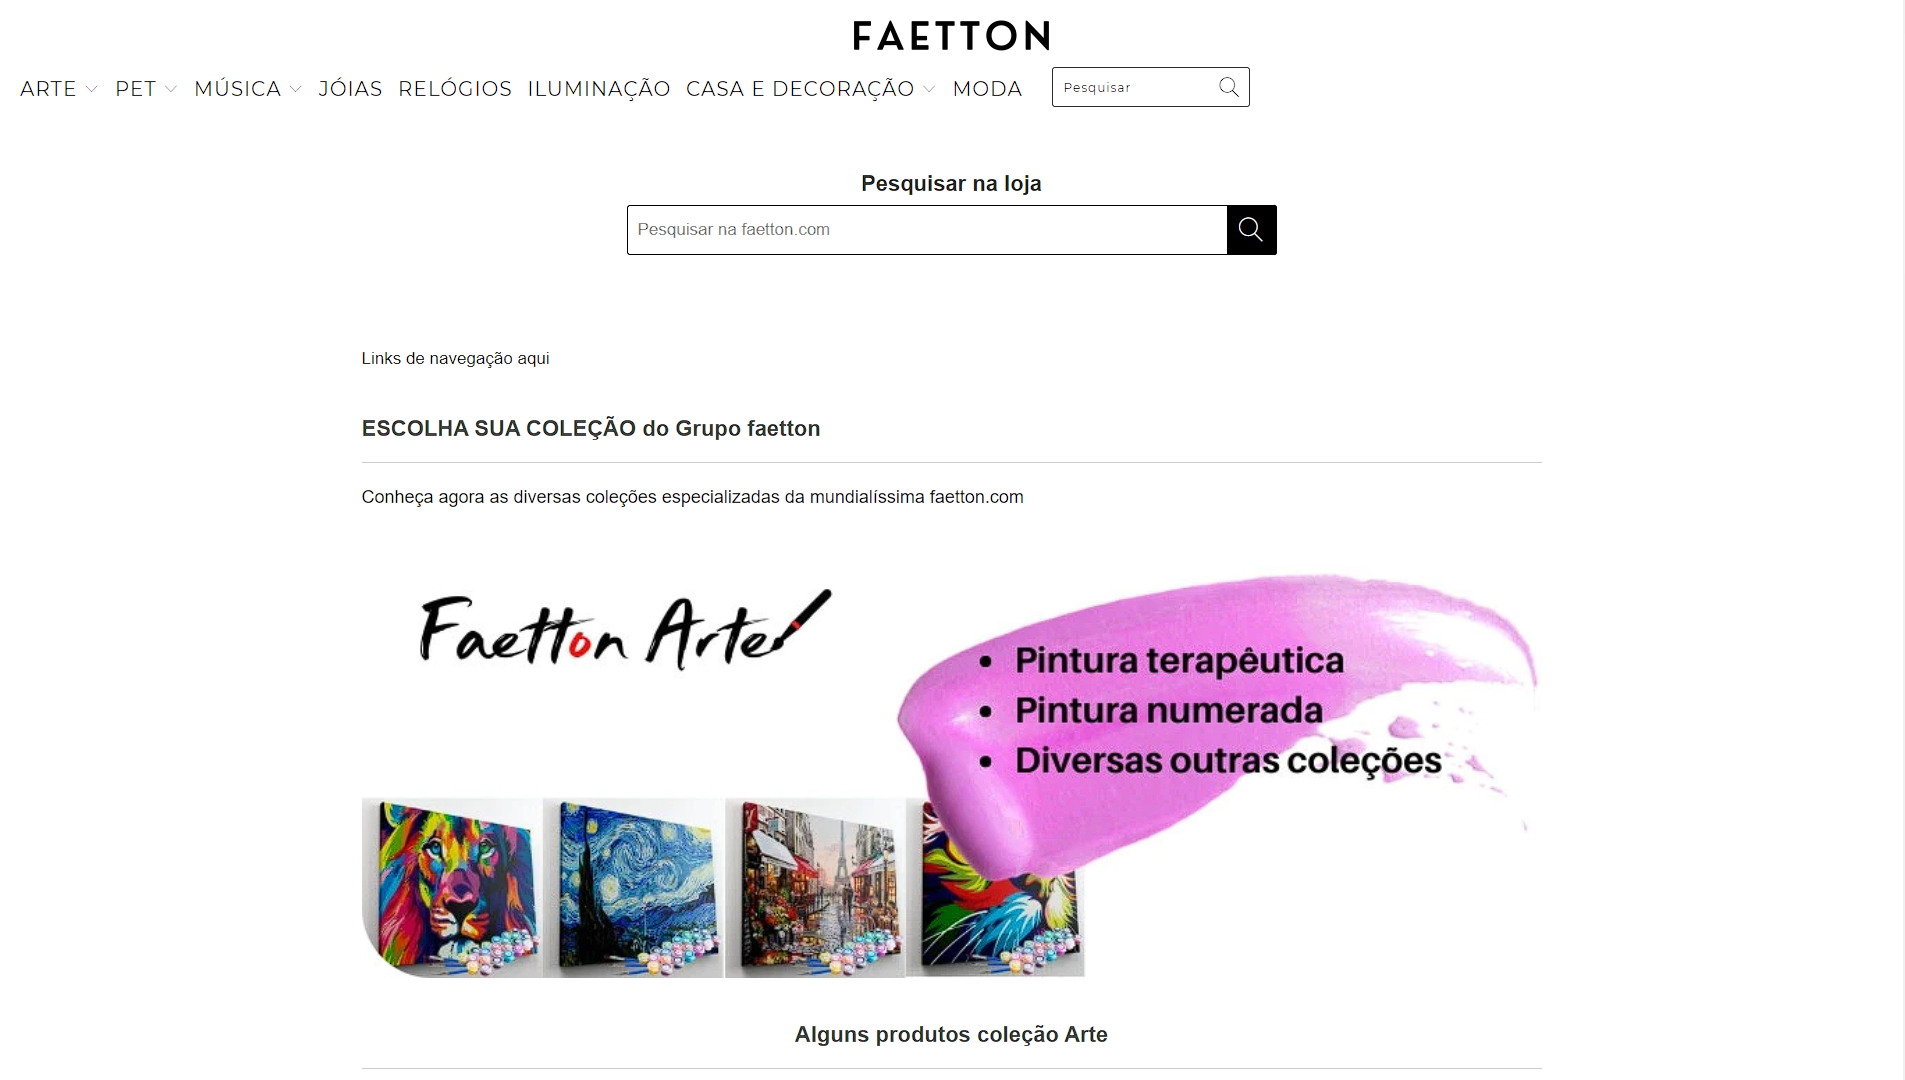 FAETTON
ARTE PET MÚSICA JÓIAS RELÓGIOS ILUMINAÇÃO CASA E DECORAÇÃO MODA Pesquisar
Pesquisar na loja
Pesquisar na faetton.com
Links de navegação aqui
ESCOLHA SUA COLEÇÃO do Grupo faetton
Conheça agora as diversas coleções especializadas da mundialíssima faetton.com
Faetton Arte
• Pintura terapêutica
• Pintura numerada
• Diversas outras coleções
Alguns produtos coleção Arte